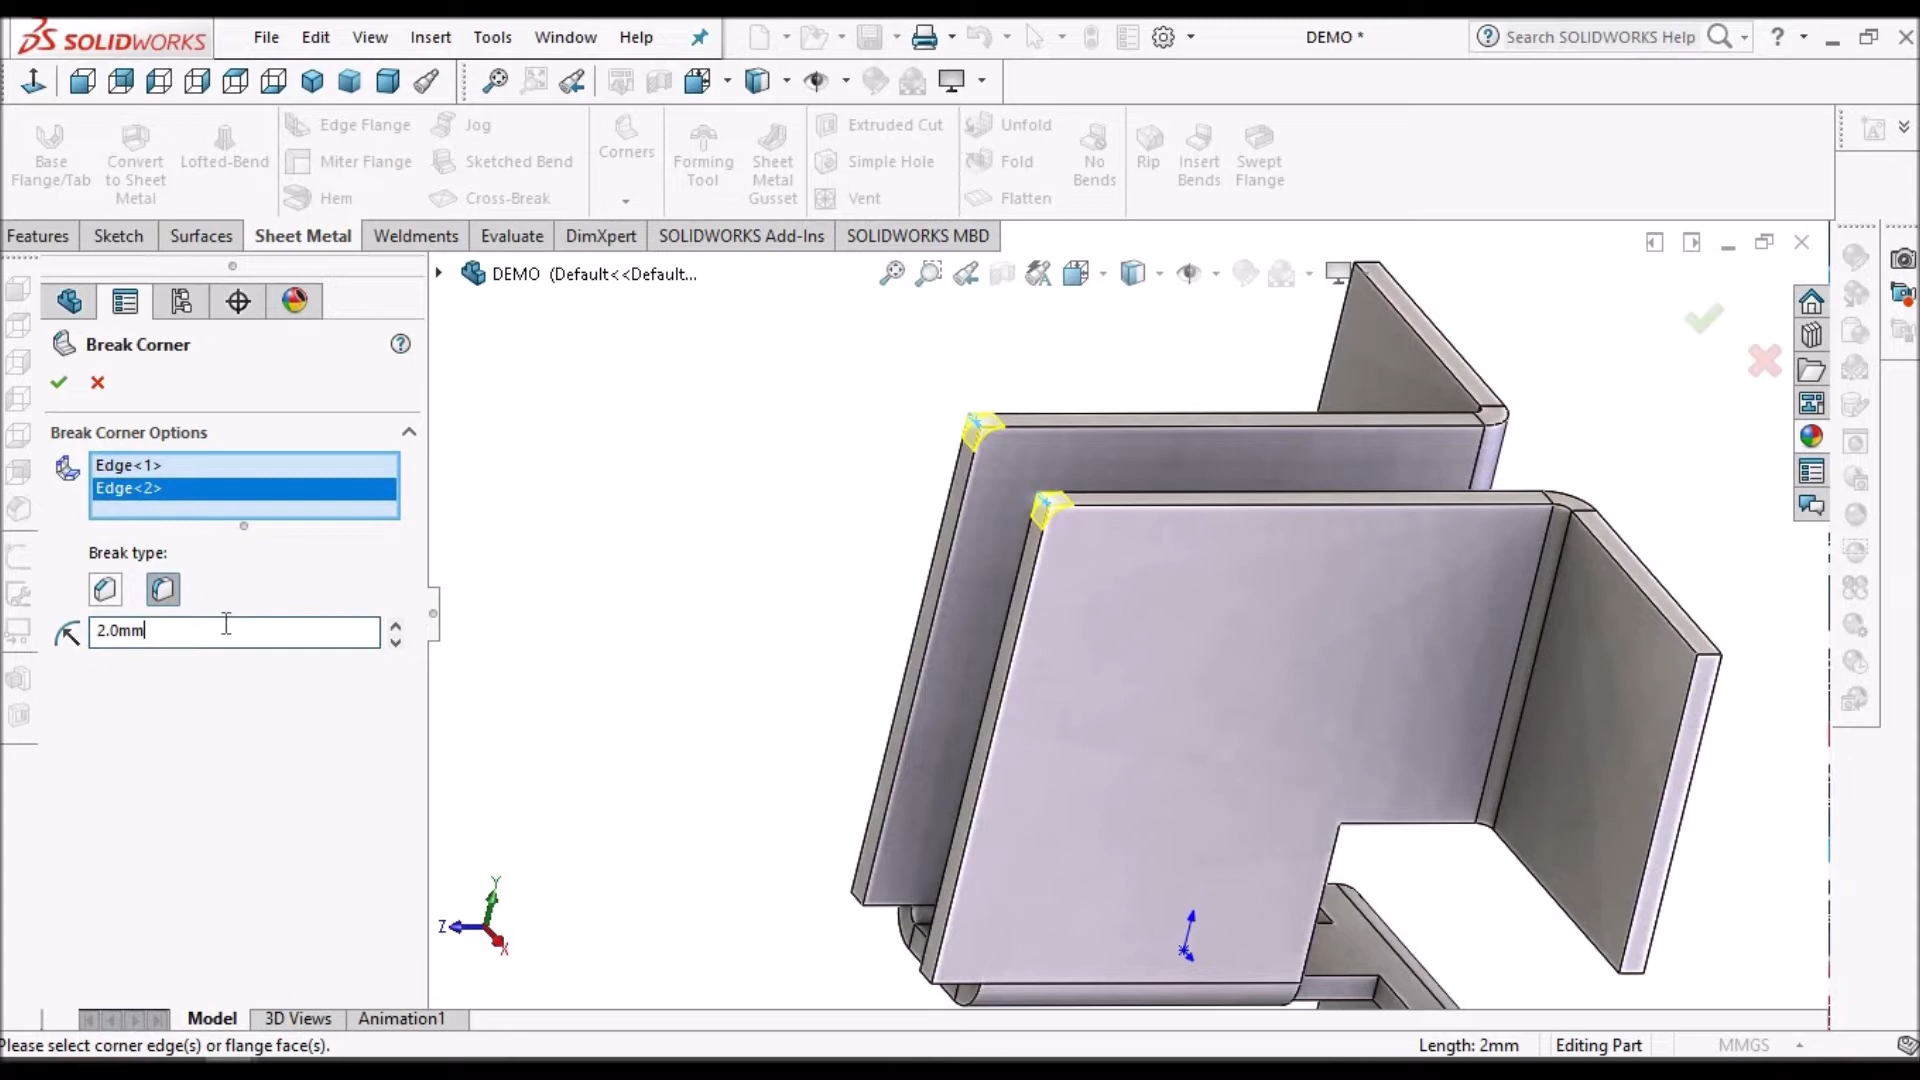 SOLIDWORKS
File Edit View Insert Tools Window Help
DEMO *
Search SOLIDWORKS Help
?
Base Flange/Tab
Convert to Sheet Metal
Lofted-Bend
Edge Flange
Miter Flange
Hem
Jog
Sketched Bend
Cross-Break
Corners
Forming Tool
Sheet Metal Gusset
Extruded Cut
Simple Hole
Vent
Unfold
Fold
Flatten
No Bends
Rip
Insert Bends
Swept Flange
Features Sketch Surfaces Sheet Metal Weldments Evaluate DimXpert SOLIDWORKS Add-Ins SOLIDWORKS MBD
DEMO (Default<<Default...
Break Corner
Break Corner Options
Edge<1>
Edge<2>
Break type:
2.0mm
Y
Z
X
Model 3D Views Animation1
Please select corner edge(s) or flange face(s).
Length: 2mm Editing Part MMGS